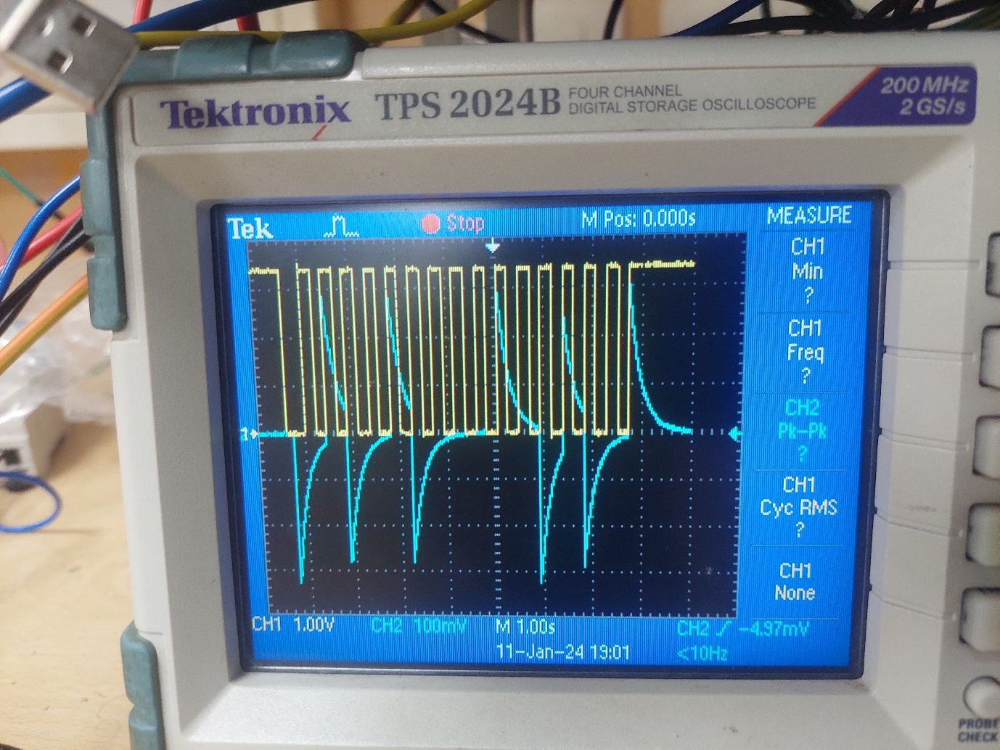 Tektronix TPS 2024B FOUR CHANNEL
DIGITAL STORAGE OSCILLOSCOPE
200 MHz
2 GS/s
Tek Stop M Pos: 0.000s MEASURE
CH1
Min
?
CH1
Freq
?
CH2
Pk-Pk
?
CH1
Cyc RMS
?
CH1
None
CH1 1.00V CH2 100mV M 1.00s CH2 -4.97mV
11-Jan-24 19:01 <10Hz
PROBE
CHECK